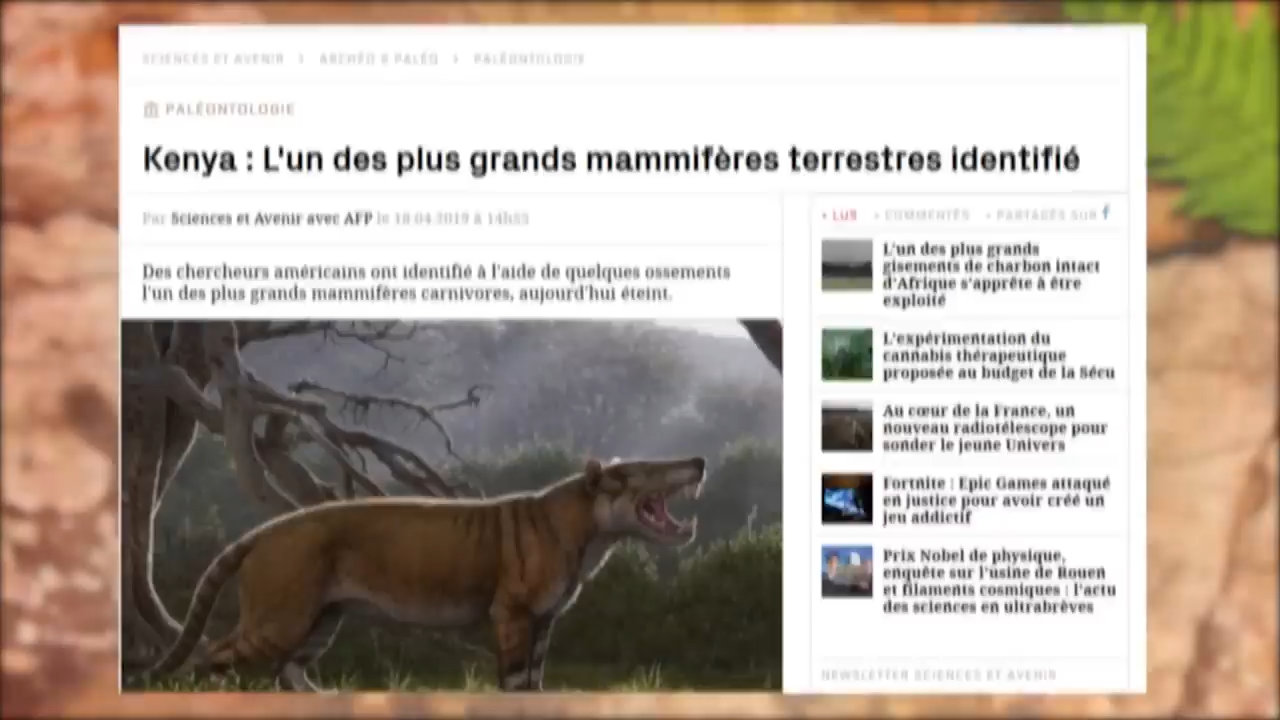 SCIENCES ET AVENIR > ARCHÉO & PALÉO > PALÉONTOLOGIE
PALÉONTOLOGIE
Kenya : L'un des plus grands mammifères terrestres identifié
Par Sciences et Avenir avec AFP le 18.04.2019 à 14h55
Des chercheurs américains ont identifié à l'aide de quelques ossements
l'un des plus grands mammifères carnivores, aujourd'hui éteint.
+ LUS + COMMENTÉS + PARTAGÉS SUR f
L'un des plus grands
gisements de charbon intact
d'Afrique s'apprête à être
exploité
L'expérimentation du
cannabis thérapeutique
proposée au budget de la Sécu
Au cœur de la France, un
nouveau radiotélescope pour
sonder le jeune Univers
Fortnite : Epic Games attaqué
en justice pour avoir créé un
jeu addictif
Prix Nobel de physique,
enquête sur l'usine de Rouen
et filaments cosmiques : l'actu
des sciences en ultrabrèves
NEWSLETTER SCIENCES ET AVENIR